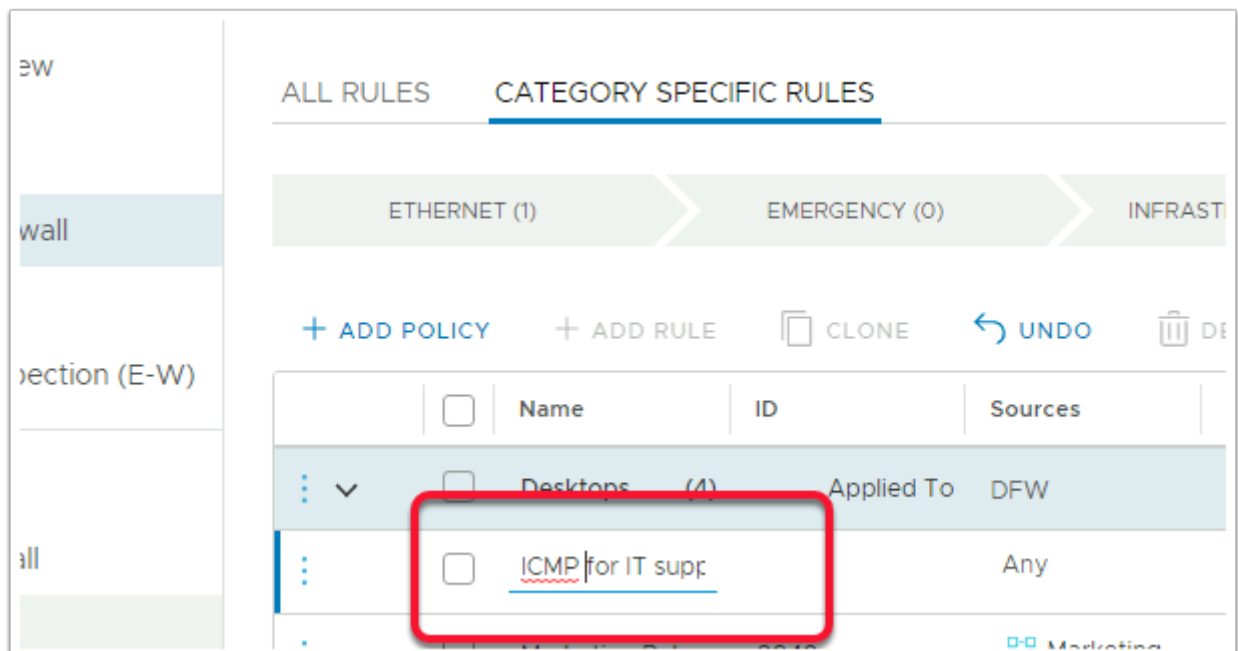 ew
ALL RULES CATEGORY SPECIFIC RULES
ETHERNET (1) EMERGENCY (0) INFRAST
wall
+ ADD POLICY + ADD RULE CLONE UNDO DE
pection (E-W)
Name ID Sources
Desktops (4) Applied To DFW
all
ICMP for IT supp
Any
Marketing